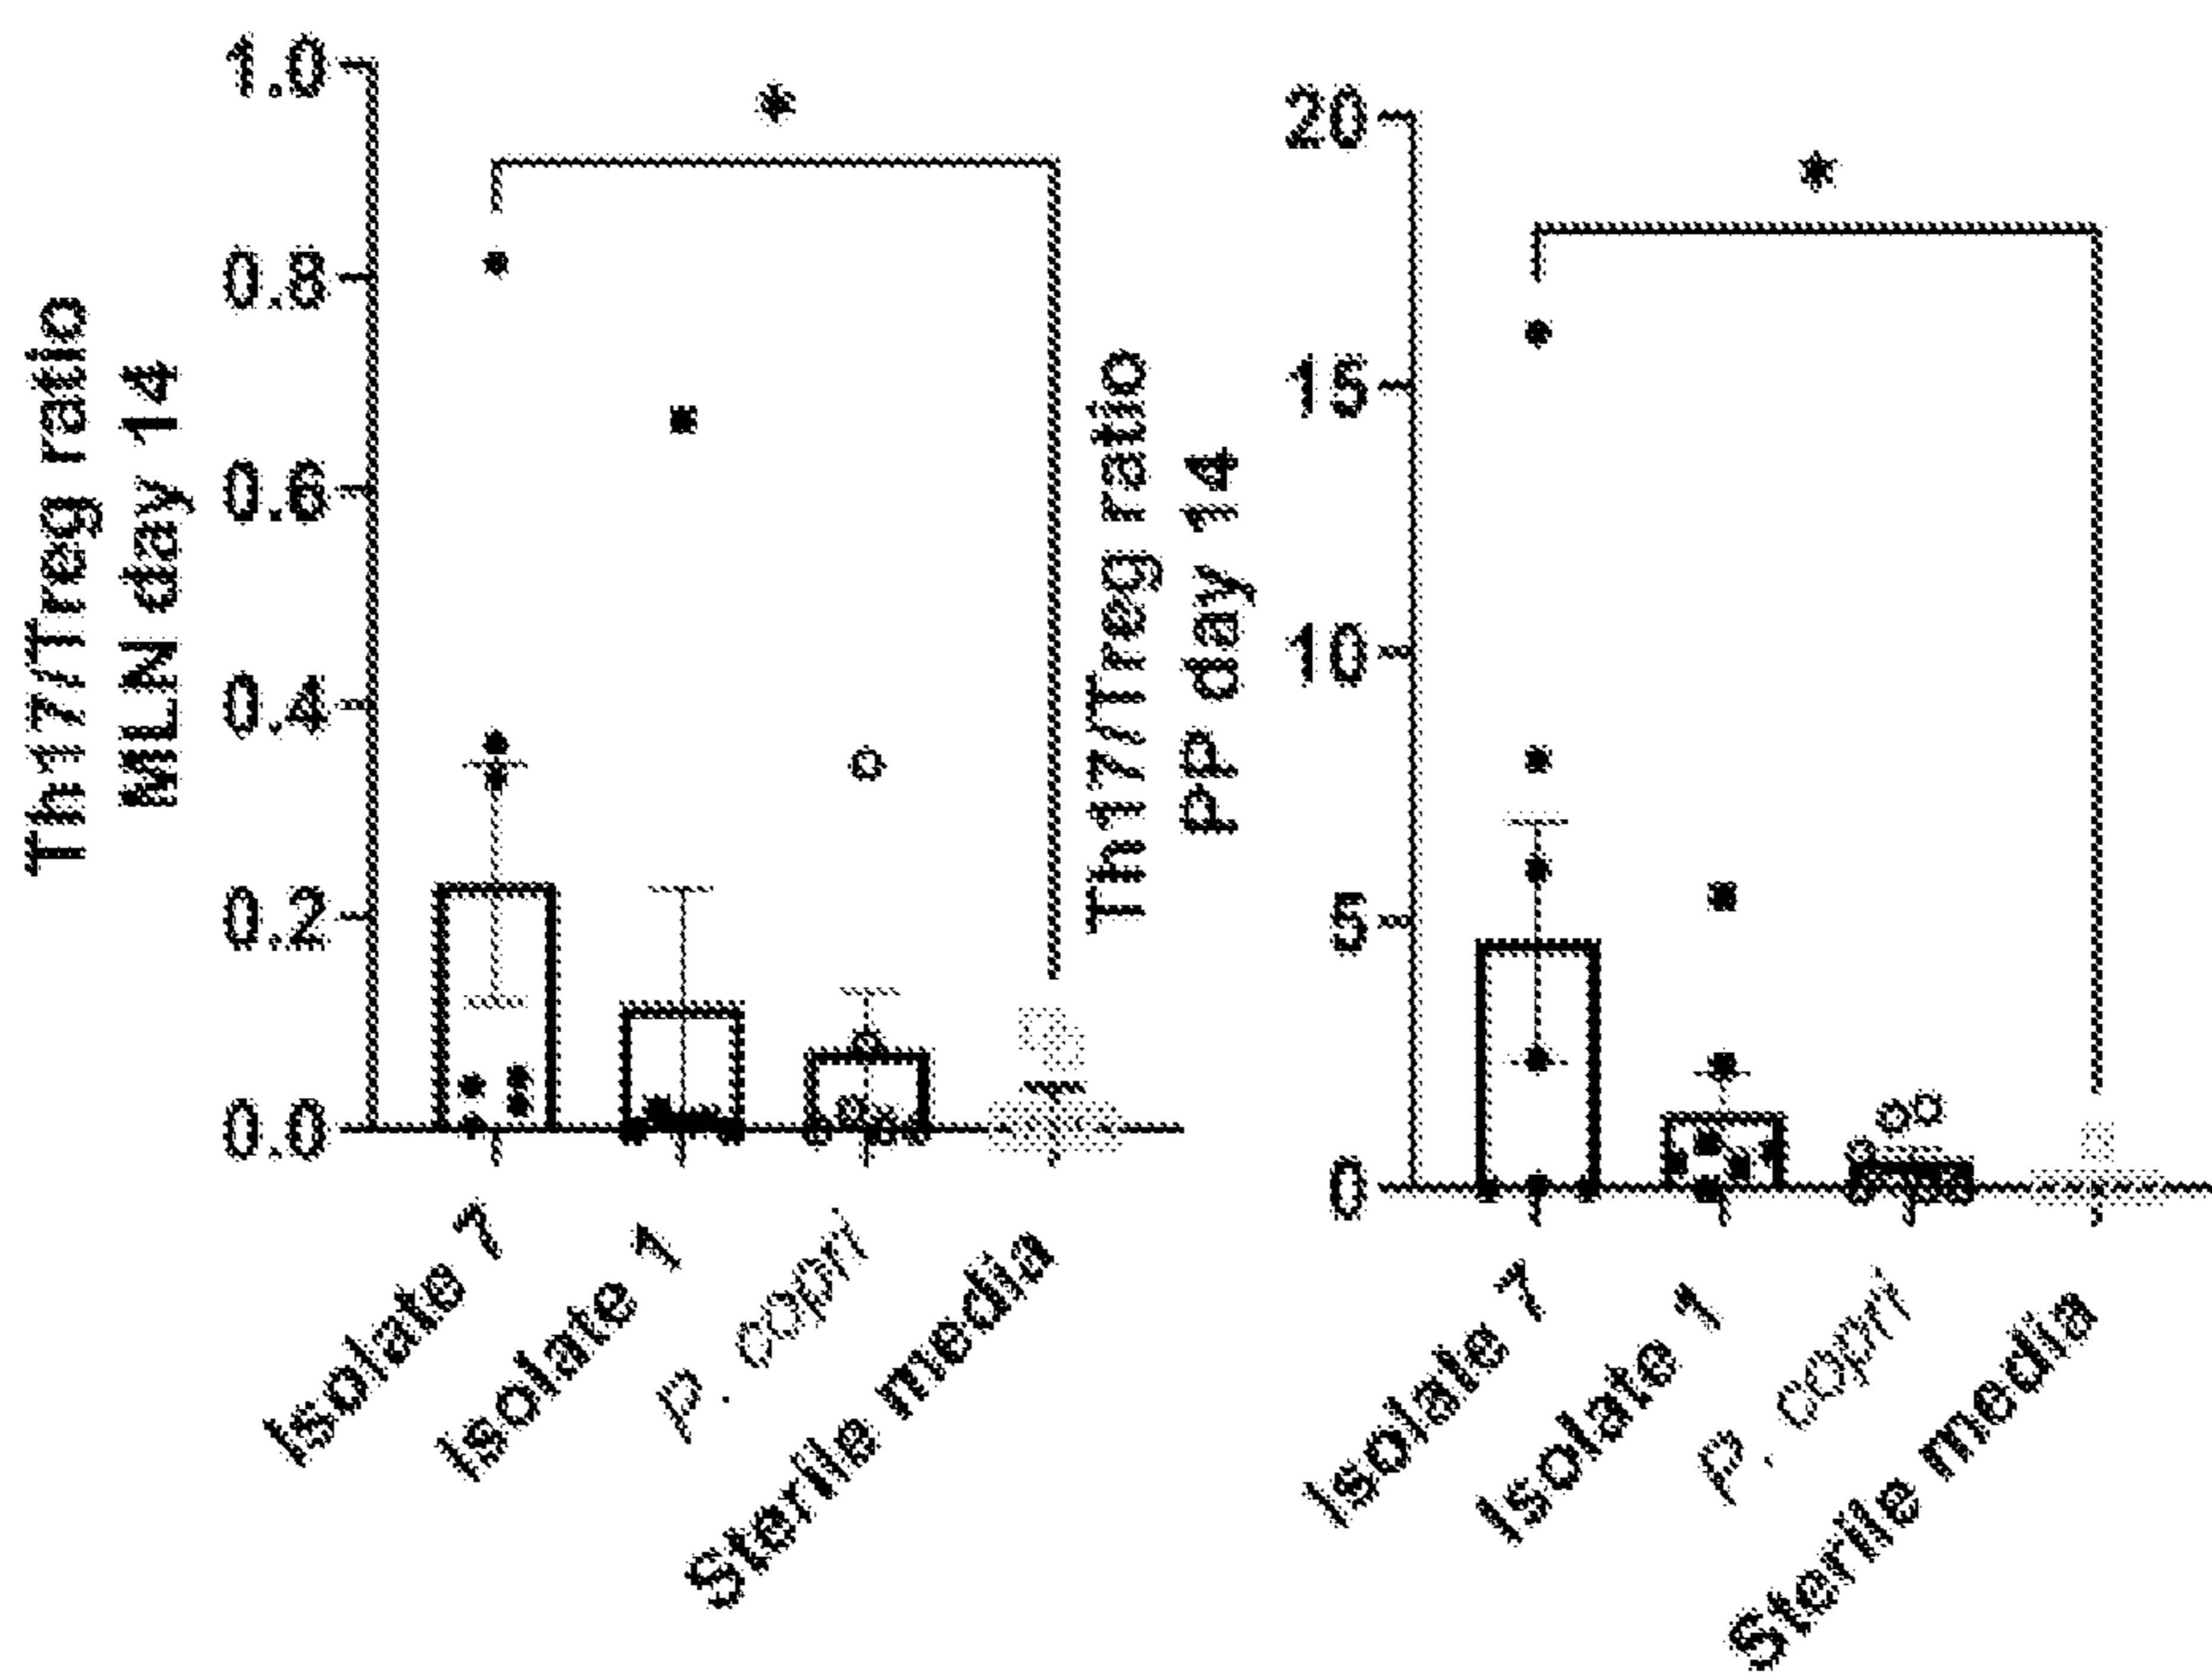 Th17/Treg ratio
MLN day 14
1.0
0.8
0.6
0.4
0.2
0.0
*
Isolate 7
Isolate 1
P. copri
Sterile media
Th17/Treg ratio
PP day 14
20
15
10
5
0
*
Isolate 7
Isolate 1
P. copri
Sterile media